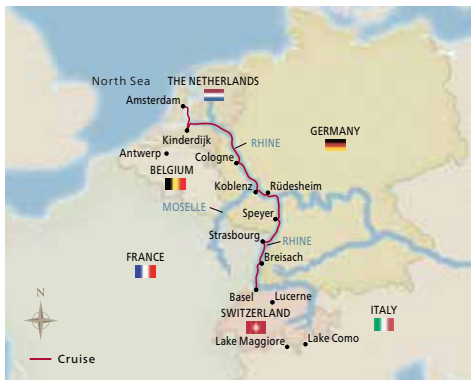 North Sea
THE NETHERLANDS
Amsterdam
Kinderdijk
RHINE
GERMANY
Antwerp
Cologne
BELGIUM
Koblenz
Rüdesheim
MOSELLE
Speyer
Strasbourg
RHINE
FRANCE
Breisach
N
Basel
Lucerne
SWITZERLAND
ITALY
Lake Maggiore
Lake Como
Cruise